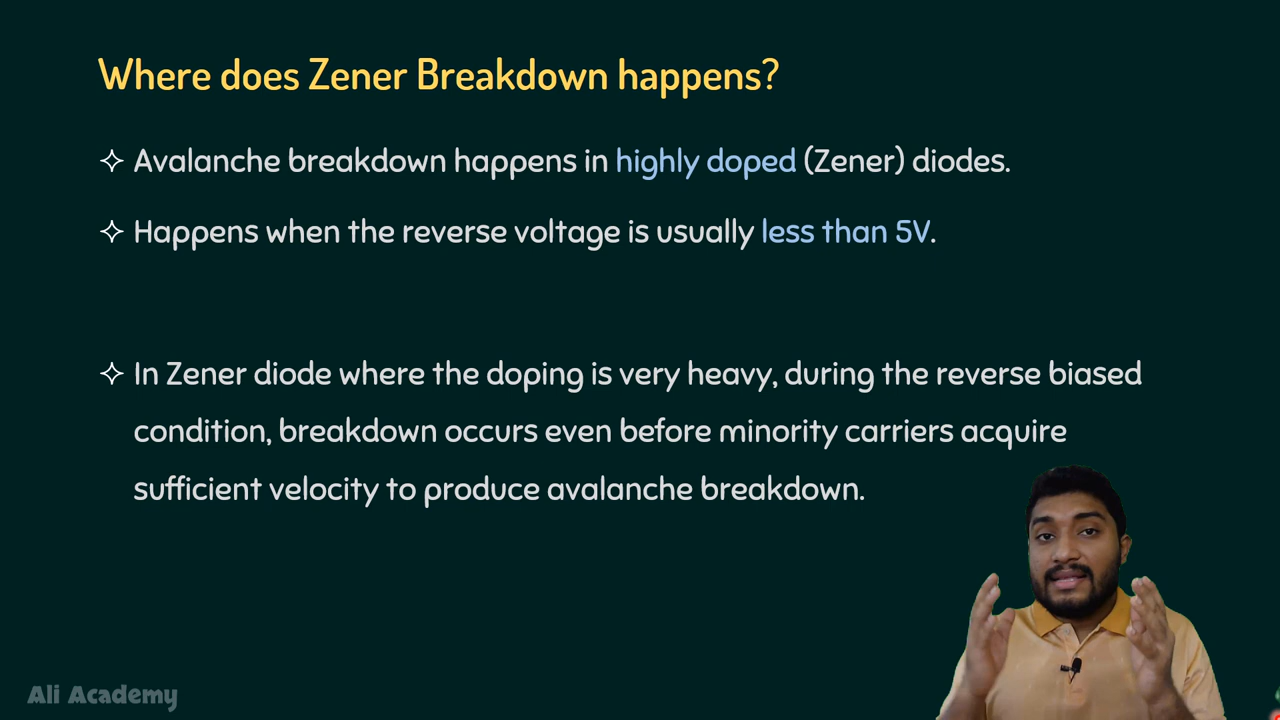 Where does Zener Breakdown happens?
✧ Avalanche breakdown happens in highly doped (Zener) diodes.
✧ Happens when the reverse voltage is usually less than 5V.
✧ In Zener diode where the doping is very heavy, during the reverse biased
condition, breakdown occurs even before minority carriers acquire
sufficient velocity to produce avalanche breakdown.
Ali Academy